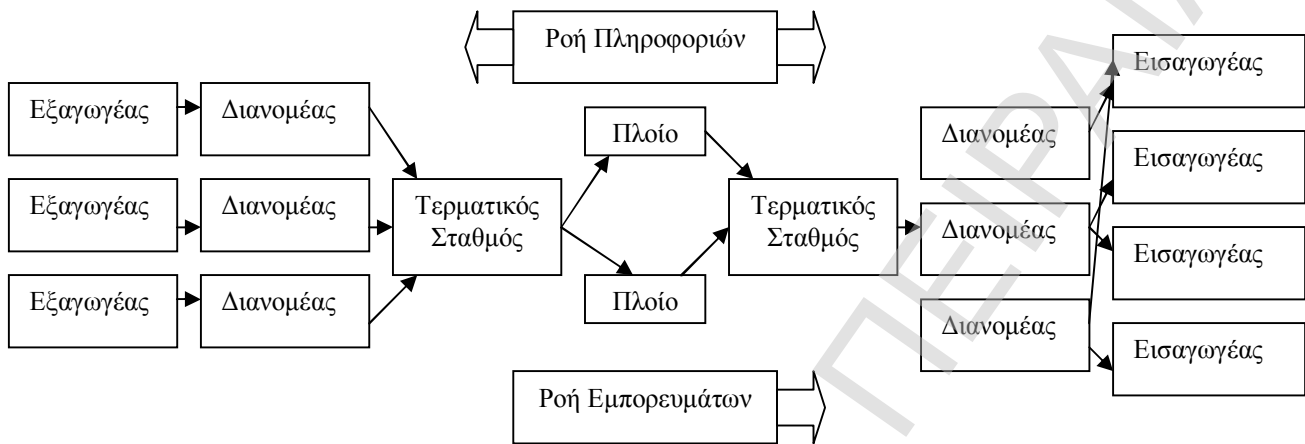 Ροή Πληροφοριών
Εξαγωγέας
Διανομέας
Εξαγωγέας
Διανομέας
Εξαγωγέας
Διανομέας
Τερματικός
Σταθμός
Πλοίο
Πλοίο
Τερματικός
Σταθμός
Διανομέας
Διανομέας
Διανομέας
Εισαγωγέας
Εισαγωγέας
Εισαγωγέας
Εισαγωγέας
Ροή Εμπορευμάτων